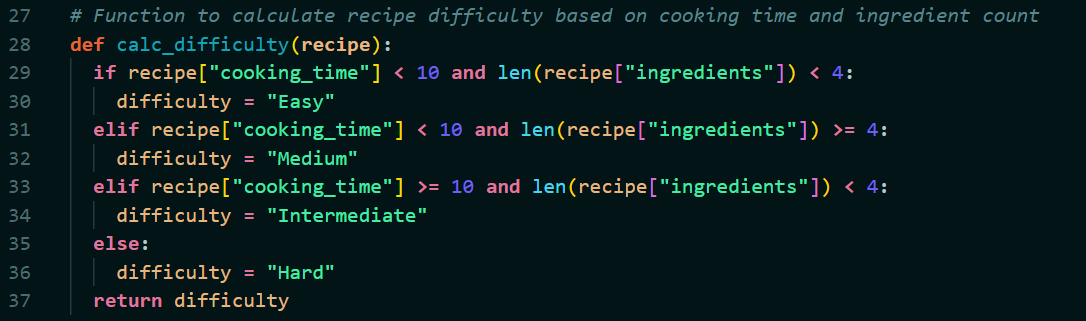 27 # Function to calculate recipe difficulty based on cooking time and ingredient count
28 def calc_difficulty(recipe):
29   if recipe["cooking_time"] < 10 and len(recipe["ingredients"]) < 4:
30     difficulty = "Easy"
31   elif recipe["cooking_time"] < 10 and len(recipe["ingredients"]) >= 4:
32     difficulty = "Medium"
33   elif recipe["cooking_time"] >= 10 and len(recipe["ingredients"]) < 4:
34     difficulty = "Intermediate"
35   else:
36     difficulty = "Hard"
37   return difficulty